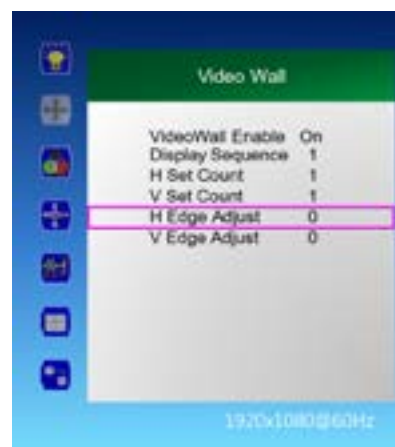 Video Wall
VideoWall Enable On
Display Sequence 1
H Set Count 1
V Set Count 1
H Edge Adjust 0
V Edge Adjust 0
1920x1080@60Hz